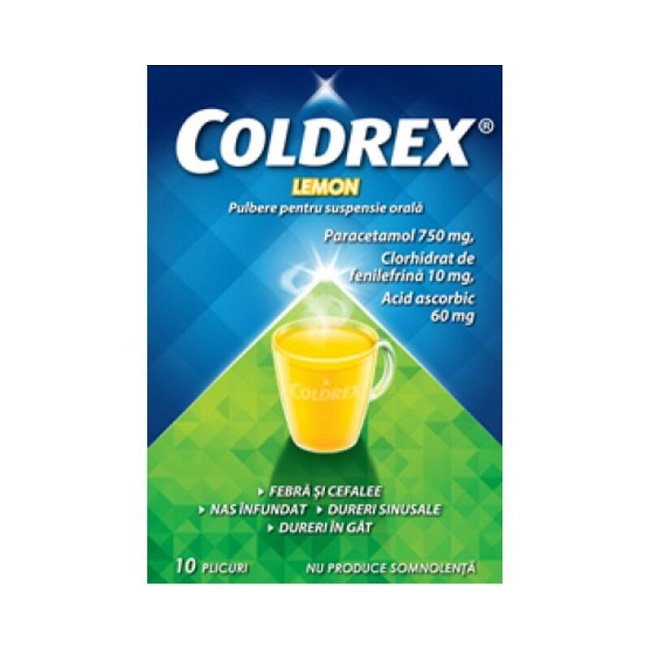 COLDREX®
LEMON
Pulbere pentru suspensie orală
Paracetamol 750 mg,
Clorhidrat de
fenilefrină 10 mg,
Acid ascorbic
60 mg
COLDREX
▸ FEBRĂ ȘI CEFALEE
▸ NAS ÎNFUNDAT ▸ DURERI SINUSALE
▸ DURERI ÎN GÂT
10 PLICURI NU PRODUCE SOMNOLENȚĂ